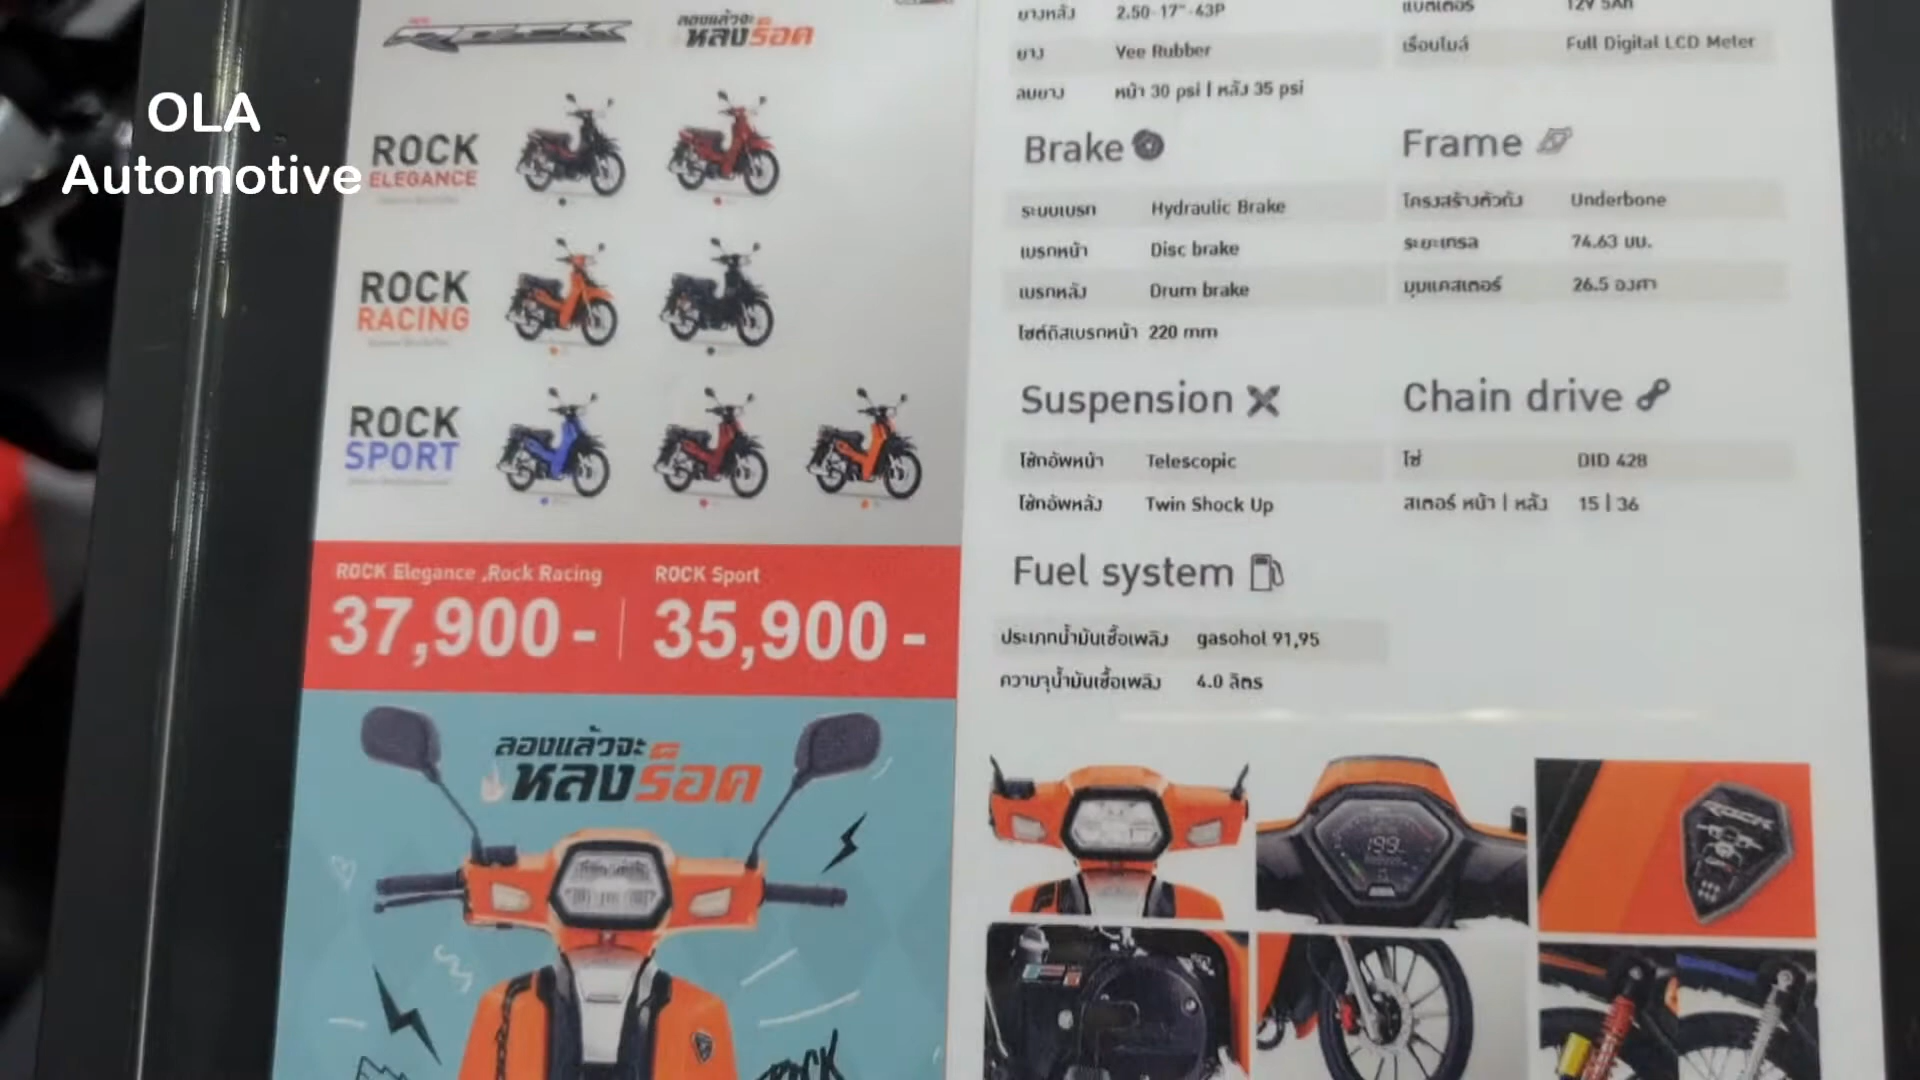 OLA
Automotive
ROCK
ลองแล้วจะ
หลงร็อค
ROCK
ELEGANCE
ROCK
RACING
ROCK
SPORT
ROCK Elegance ,Rock Racing
37,900 -
ROCK Sport
35,900 -
ลองแล้วจะ
หลงร็อค
ROCK
ยางหลัง 2.50-17"-43P
ยาง Vee Rubber
ลมยาง หน้า 30 psi | หลัง 35 psi
แบตเตอรี่ 12V 5Ah
เรือนไมล์ Full Digital LCD Meter
Brake
ระบบเบรก Hydraulic Brake
เบรกหน้า Disc brake
เบรกหลัง Drum brake
ไซต์ดิสเบรกหน้า 220 mm
Frame
โครงสร้างตัวถัง Underbone
ระยะเทรล 74.63 มม.
มุมแคสเตอร์ 26.5 องศา
Suspension
โช้กอัพหน้า Telescopic
โช้กอัพหลัง Twin Shock Up
Chain drive
โซ่ DID 428
สเตอร์ หน้า | หลัง 15 | 36
Fuel system
ประเภทน้ำมันเชื้อเพลิง gasohol 91,95
ความจุน้ำมันเชื้อเพลิง 4.0 ลิตร
199
ROCK